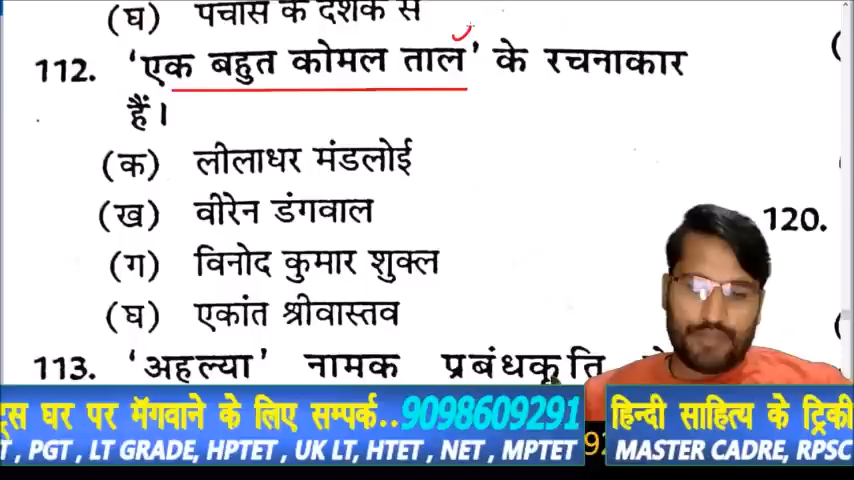 (घ) पचास के दशक से
112. 'एक बहुत कोमल ताल' के रचनाकार
हैं।
(क) लीलाधर मंडलोई
(ख) वीरेन डंगवाल
(ग) विनोद कुमार शुक्ल
(घ) एकांत श्रीवास्तव
120.
113. 'अहल्या' नामक प्रबंधकृति
ट्स घर पर मॅगवाने के लिए सम्पर्क..9098609291
हिन्दी साहित्य के ट्रिकी
T , PGT , LT GRADE, HPTET , UK LT, HTET , NET , MPTET
MASTER CADRE, RPSC